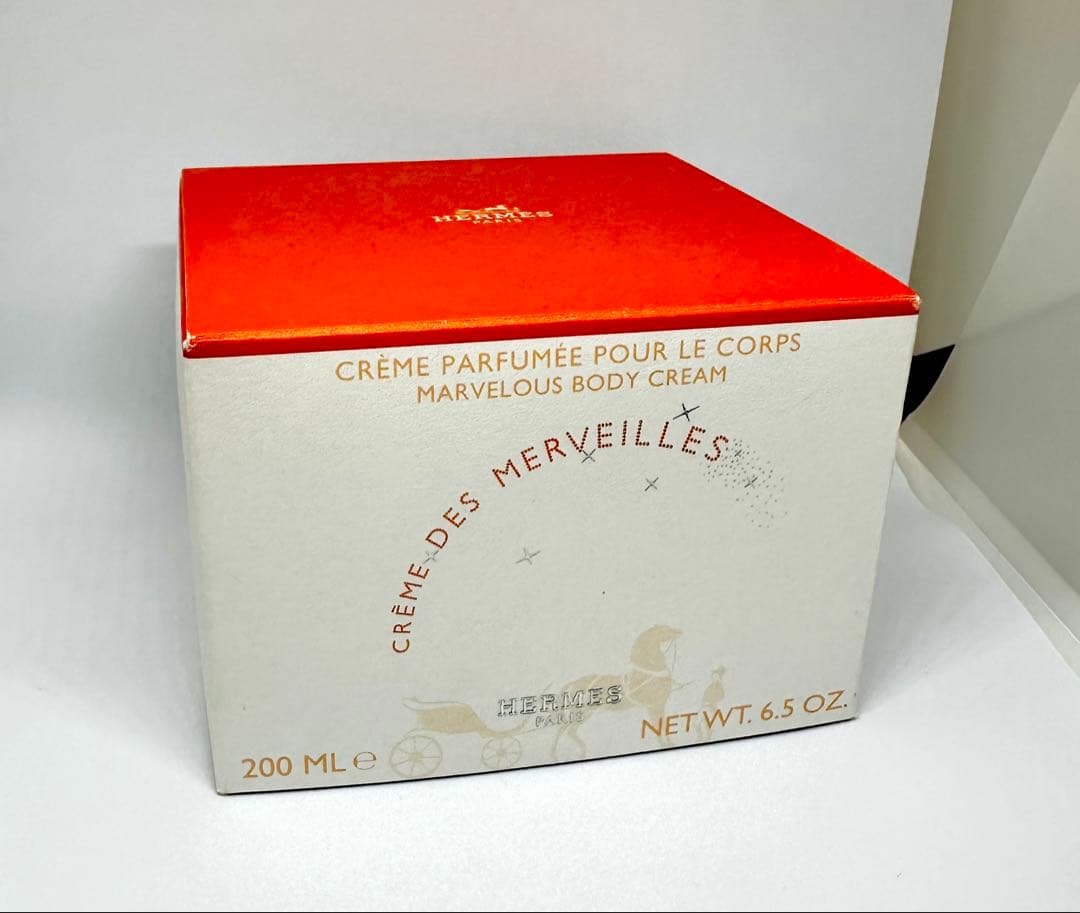 HERMES
PARIS
CRÈME PARFUMÉE POUR LE CORPS
MARVELOUS BODY CREAM
CRÈME DES MERVEILLES
HERMES
PARIS
200 ML ℮
NET WT. 6.5 OZ.